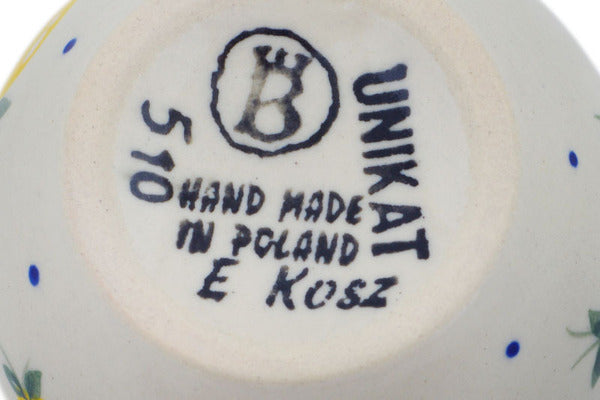 B
UNIKAT
510
HAND MADE
IN POLAND
E Kosz